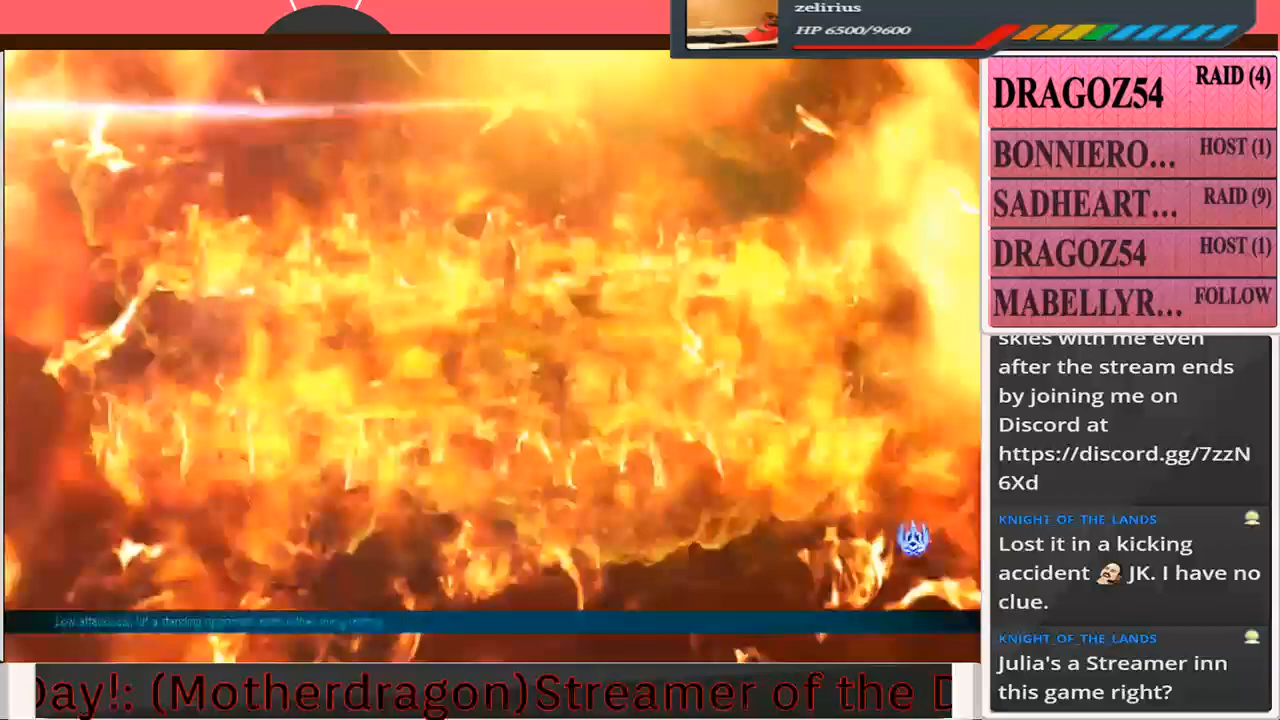 zelirius
HP 6500/9600
DRAGOZ54 RAID (4)
BONNIERO... HOST (1)
SADHEART... RAID (9)
DRAGOZ54 HOST (1)
MABELLYR... FOLLOW
skies with me even
after the stream ends
by joining me on
Discord at
https://discord.gg/7zzN
6Xd
KNIGHT_OF_THE_LANDS
Lost it in a kicking
accident JK. I have no
clue.
KNIGHT_OF_THE_LANDS
Julia's a Streamer inn
this game right?
Day!: (Motherdragon)Streamer of the D